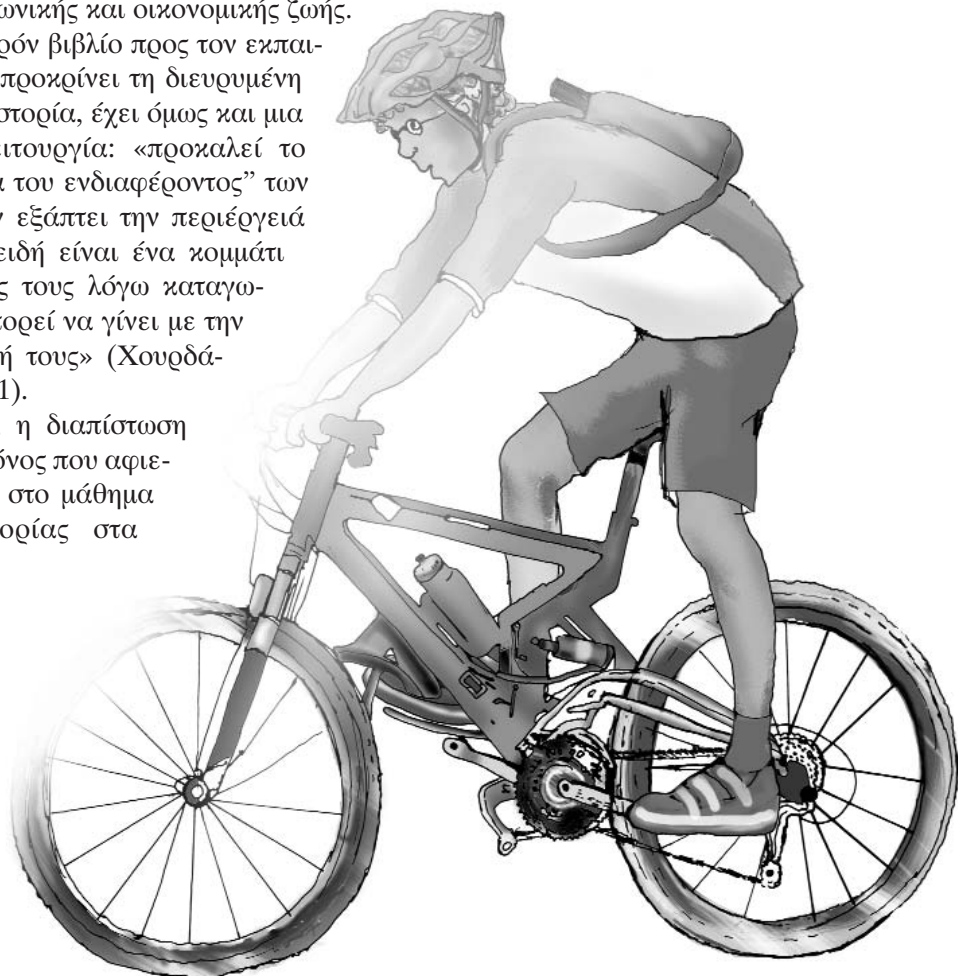 ωνικής και οικονομικής ζωής.
ρόν βιβλίο προς τον εκπαι-
προκρίνει τη διευρυμένη
στορία, έχει όμως και μια
ειτουργία: «προκαλεί το
α του ενδιαφέροντος” των
ν εξάπτει την περιέργειά
ειδή είναι ένα κομμάτι
ς τους λόγω καταγω-
ορεί να γίνει με την
ή τους» (Χουρδά-
1).
η διαπίστωση
όνος που αφιε-
στο μάθημα
ορίας στα